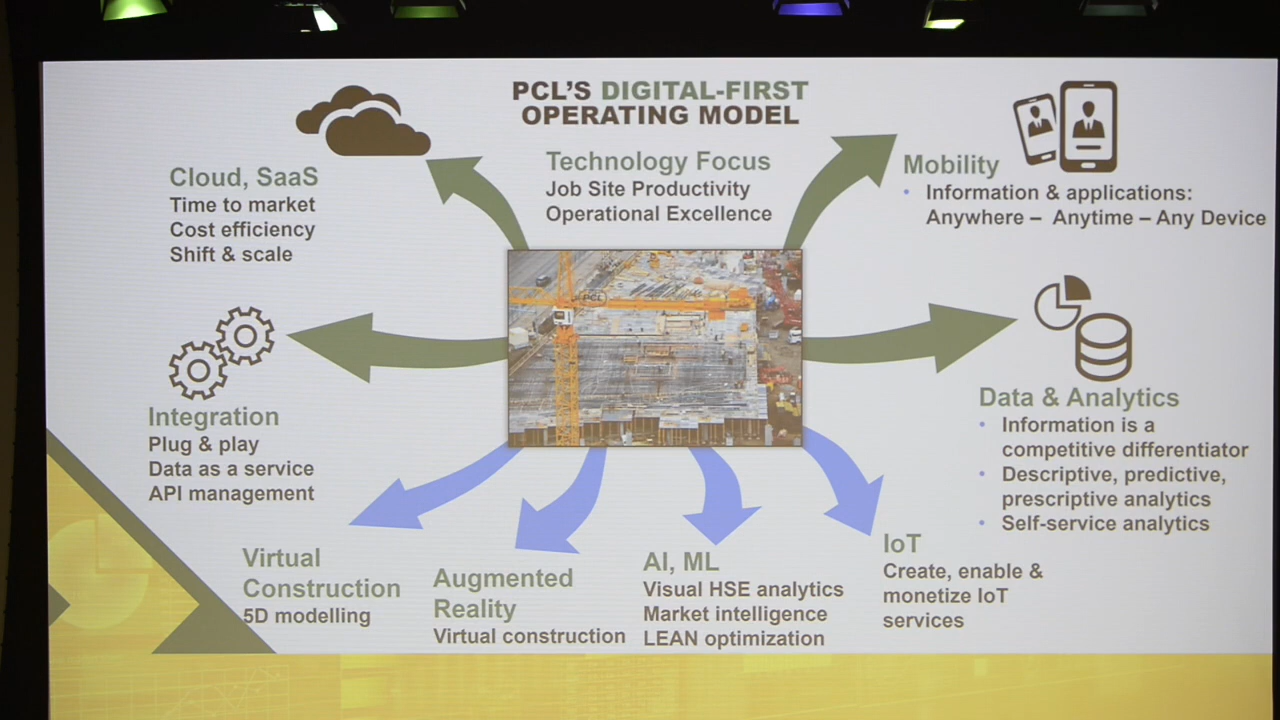 PCL'S DIGITAL-FIRST
OPERATING MODEL
Technology Focus
Job Site Productivity
Operational Excellence
Cloud, SaaS
Time to market
Cost efficiency
Shift & scale
Mobility
• Information & applications:
Anywhere – Anytime – Any Device
PCL
Integration
Plug & play
Data as a service
API management
Data & Analytics
• Information is a
competitive differentiator
• Descriptive, predictive,
prescriptive analytics
• Self-service analytics
Virtual
Construction
5D modelling
Augmented
Reality
Virtual construction
AI, ML
Visual HSE analytics
Market intelligence
LEAN optimization
IoT
Create, enable &
monetize IoT
services